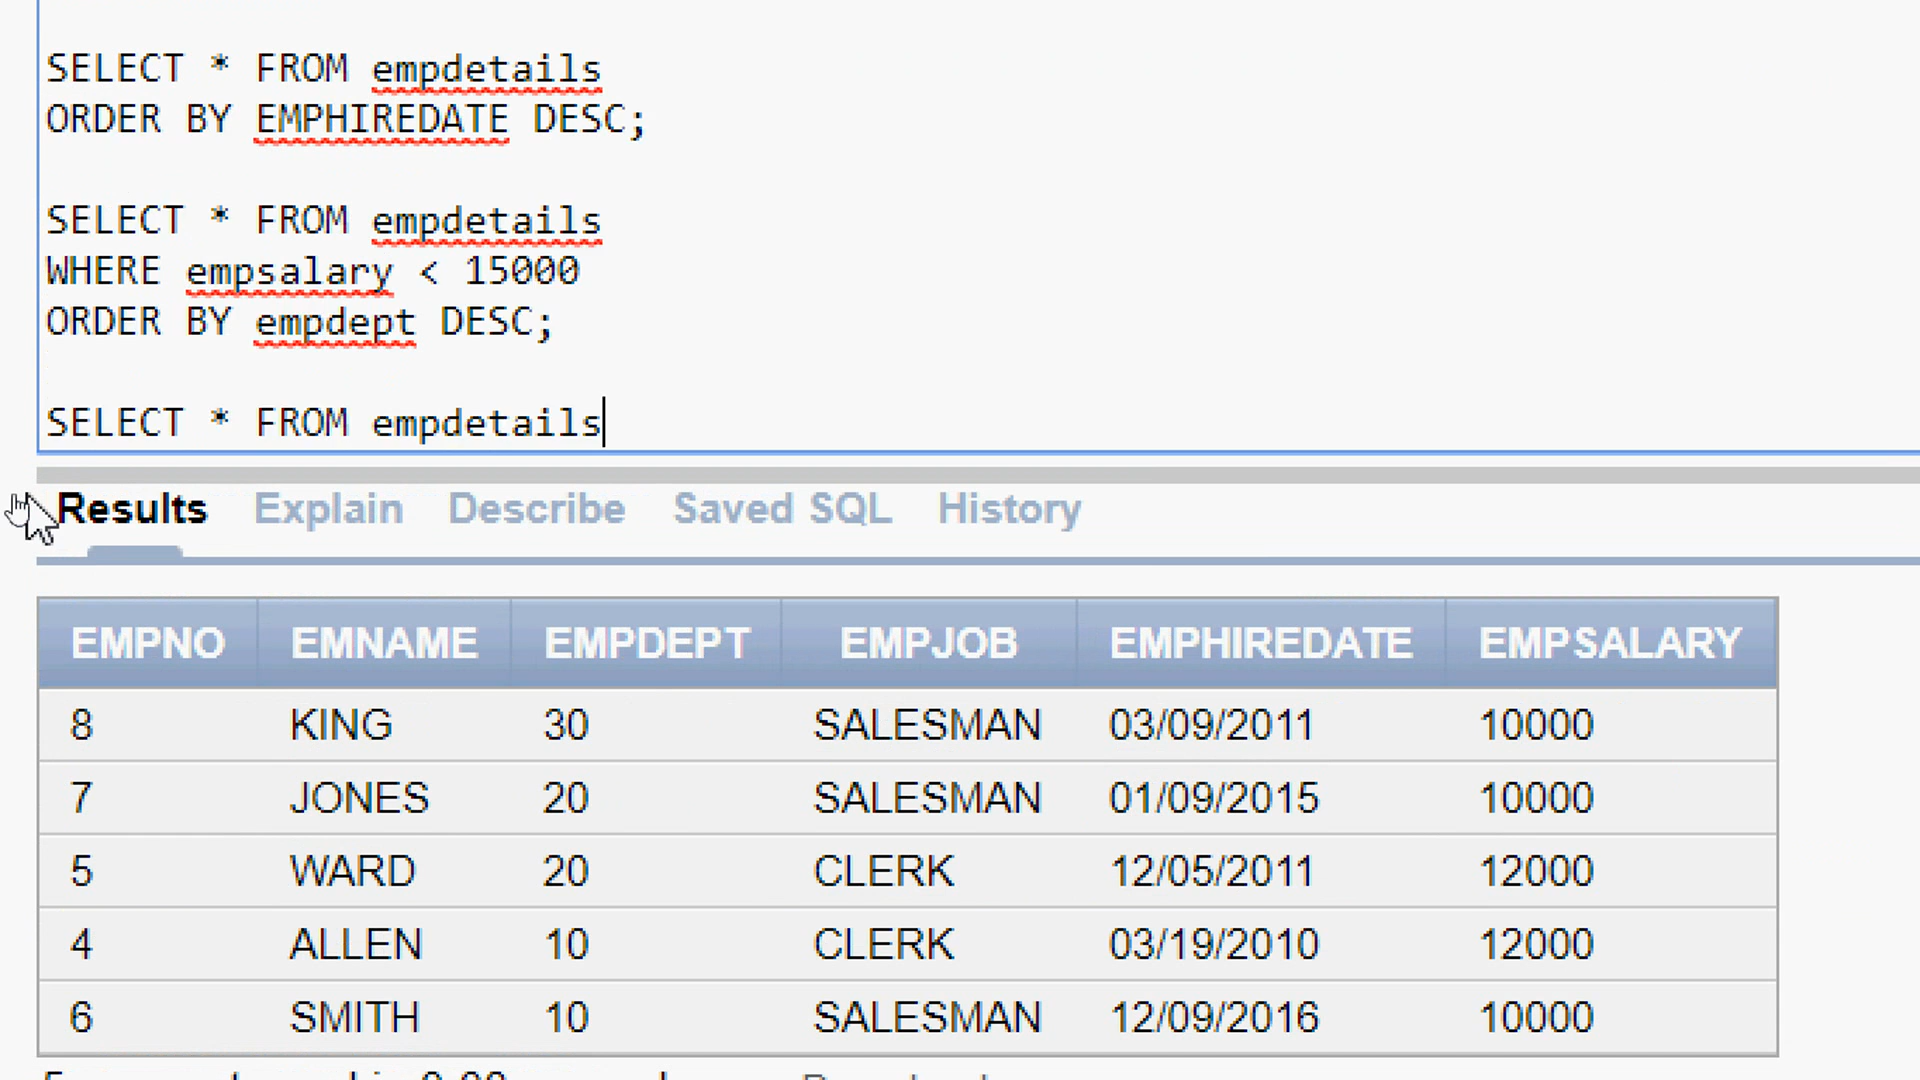 SELECT * FROM empdetails
ORDER BY EMPHIREDATE DESC;
SELECT * FROM empdetails
WHERE empsalary < 15000
ORDER BY empdept DESC;
SELECT * FROM empdetails
Results Explain Describe Saved SQL History
EMPNO EMNAME EMPDEPT EMPJOB EMPHIREDATE EMPSALARY
8 KING 30 SALESMAN 03/09/2011 10000
7 JONES 20 SALESMAN 01/09/2015 10000
5 WARD 20 CLERK 12/05/2011 12000
4 ALLEN 10 CLERK 03/19/2010 12000
6 SMITH 10 SALESMAN 12/09/2016 10000